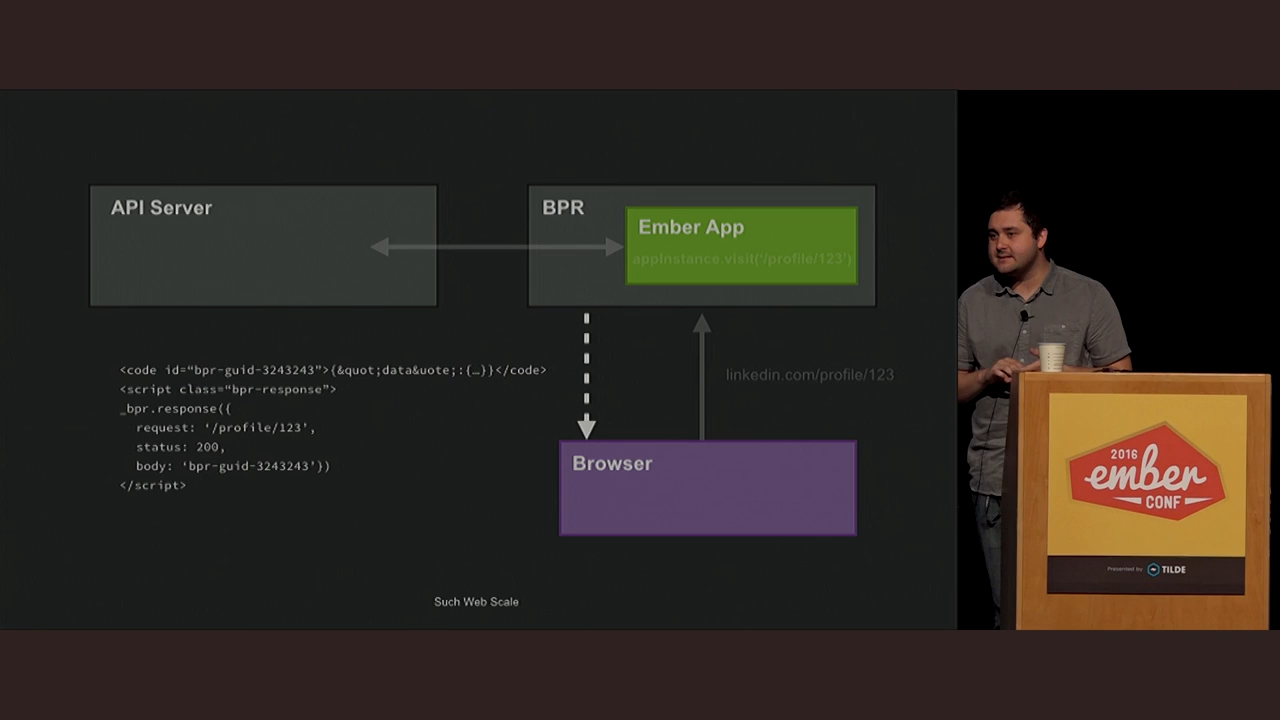 API Server
BPR
Ember App
appInstance.visit('/profile/123')
<code id=“bpr-guid-3243243”>{&quot;data&uote;:{…}}</code>
<script class=“bpr-response”>
_bpr.response({
request: ‘/profile/123’,
status: 200,
body: ‘bpr-guid-3243243’})
</script>
linkedin.com/profile/123
Browser
Such Web Scale
2016
ember
CONF
Presented by TILDE